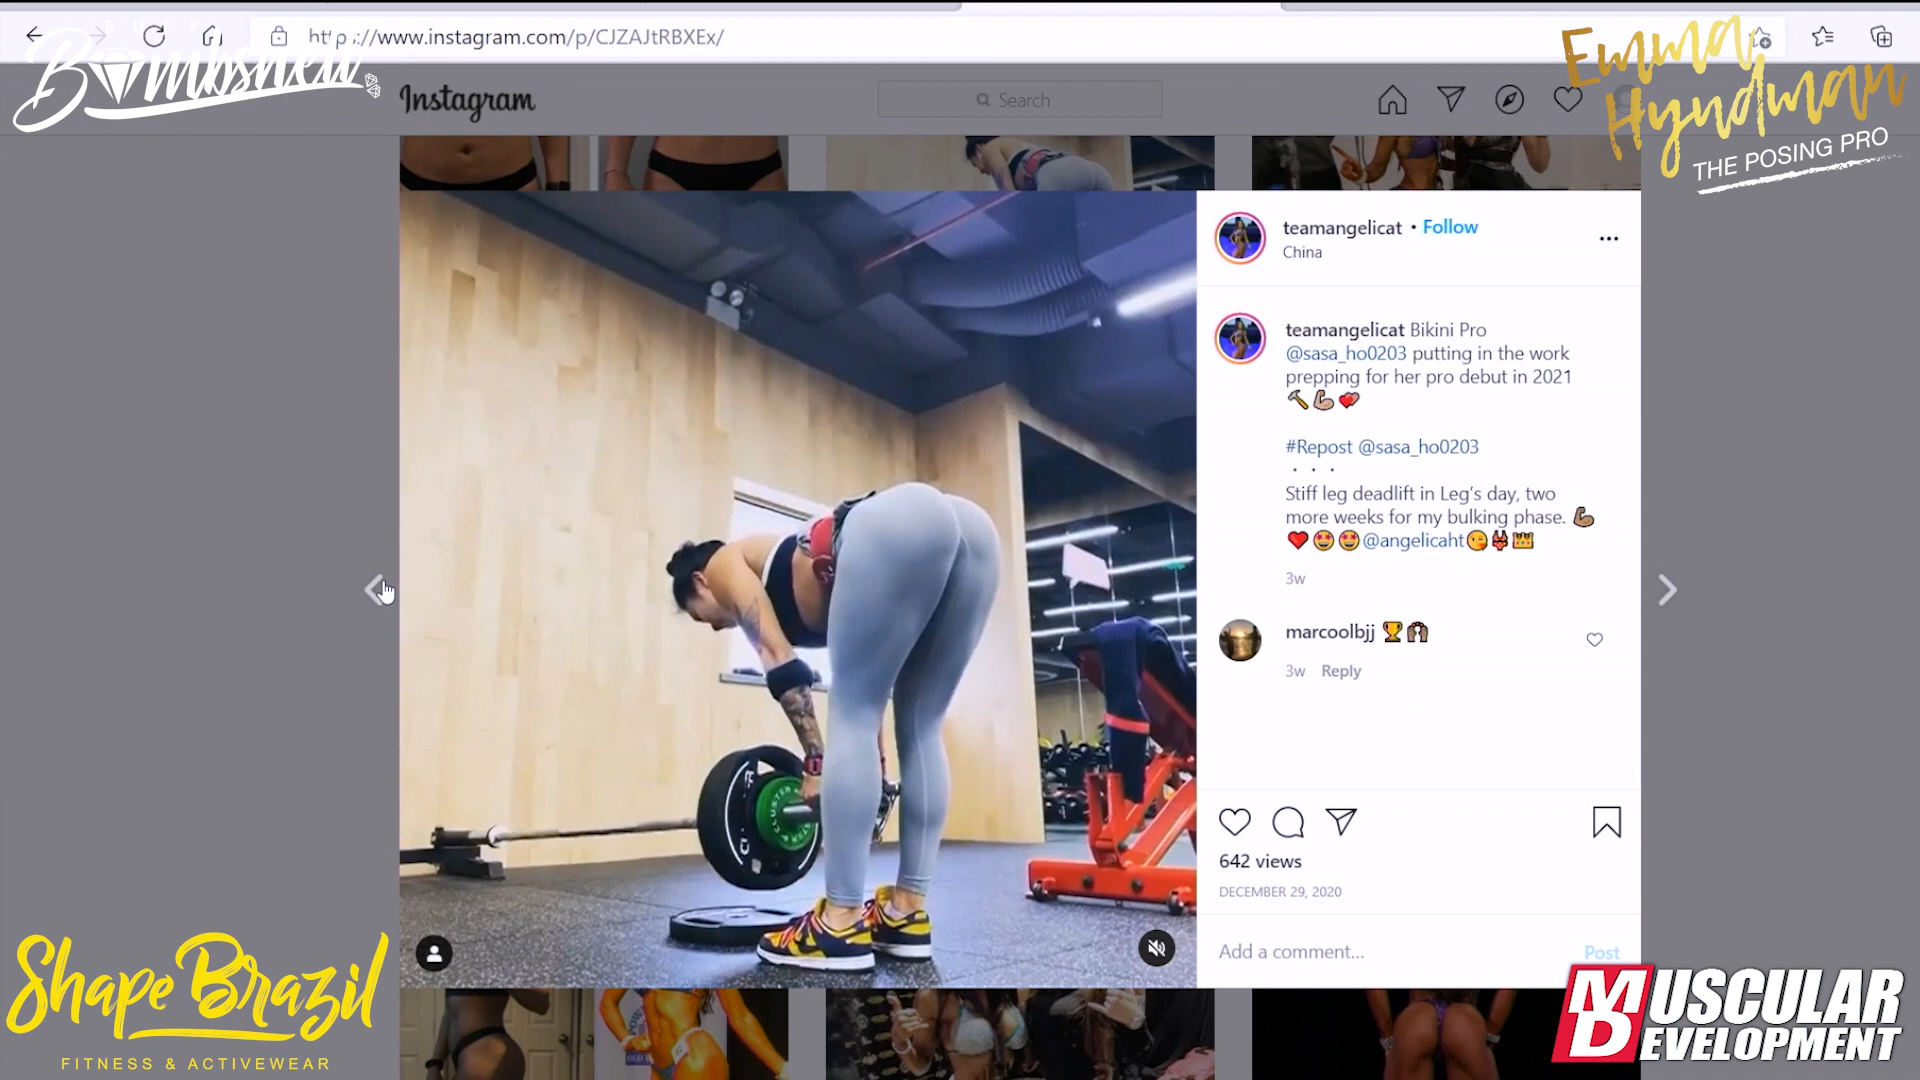 https://www.instagram.com/p/CJZAJtRBXEx/
Bombshell
Emma
Hyndman
THE POSING PRO
Instagram
Search
teamangelicat • Follow
China
teamangelicat Bikini Pro
@sasa_ho0203 putting in the work
prepping for her pro debut in 2021
🔨💪💕
#Repost @sasa_ho0203
· · ·
Stiff leg deadlift in Leg's day, two
more weeks for my bulking phase. 💪
❤️🤩🤩@angelicaht😘👙👑
3w
marcoolbjj 🏆🙌
3w Reply
642 views
DECEMBER 29, 2020
Add a comment...
Post
Shape Brazil
FITNESS & ACTIVEWEAR
MUSCULAR
DEVELOPMENT